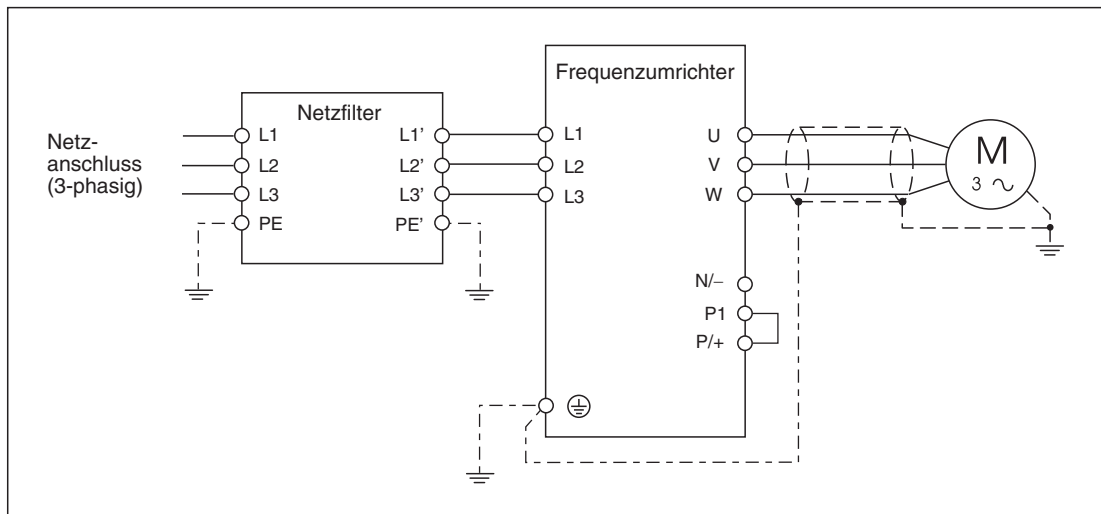 Frequenzumrichter
Netzfilter
Netz-
anschluss
(3-phasig)
L1
L2
L3
PE
L1’
L2’
L3’
PE’
L1
L2
L3
U
V
W
N/–
P1
P/+
M
3 ~